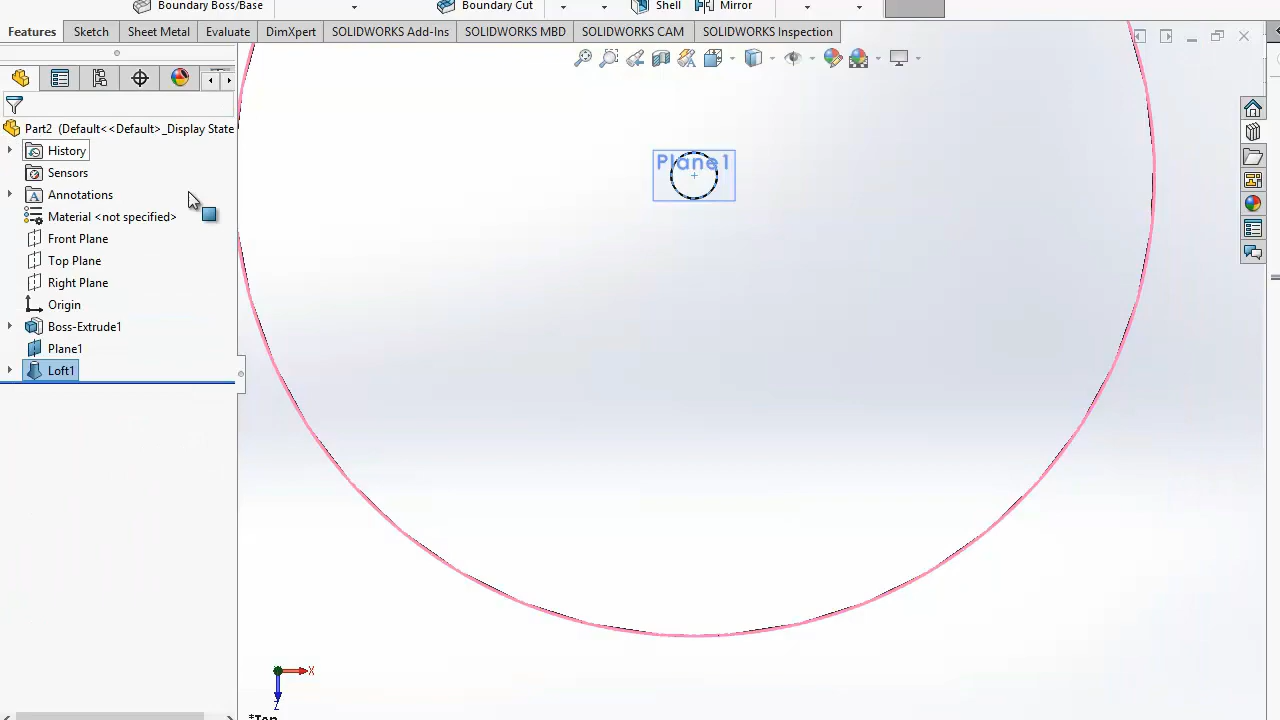 Boundary Boss/Base
Boundary Cut
Shell
Mirror
Features
Sketch
Sheet Metal
Evaluate
DimXpert
SOLIDWORKS Add-Ins
SOLIDWORKS MBD
SOLIDWORKS CAM
SOLIDWORKS Inspection
Part2 (Default<<Default>_Display State
History
Sensors
Annotations
Material <not specified>
Front Plane
Top Plane
Right Plane
Origin
Boss-Extrude1
Plane1
Loft1
Plane1
X
Z
*Top